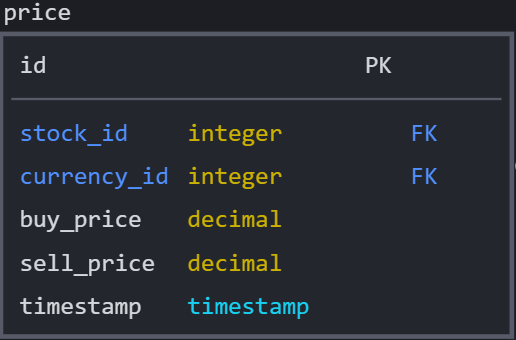 price
id PK
stock_id integer FK
currency_id integer FK
buy_price decimal
sell_price decimal
timestamp timestamp